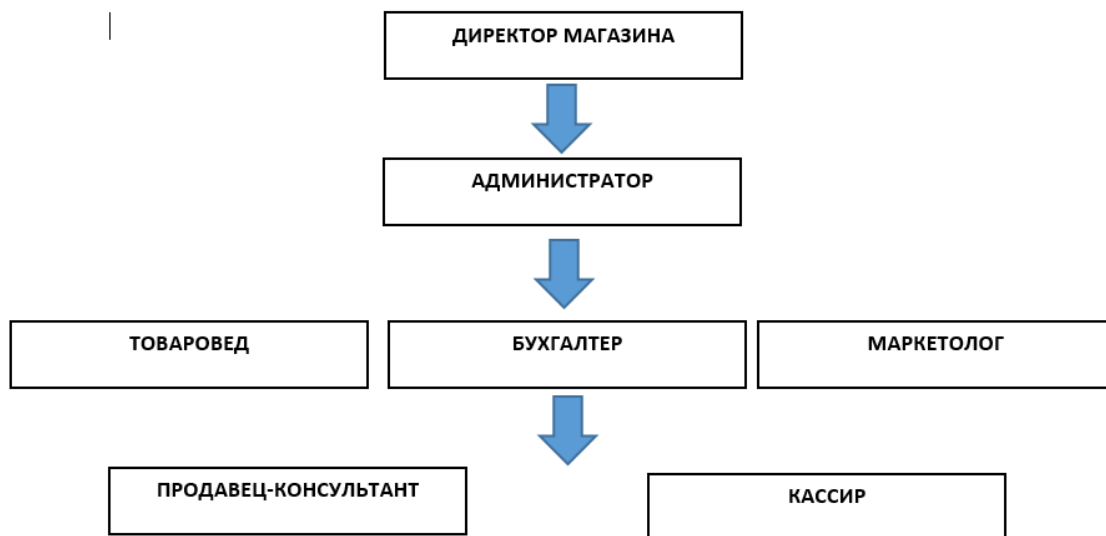 ДИРЕКТОР МАГАЗИНА
АДМИНИСТРАТОР
ТОВАРОВЕД
БУХГАЛТЕР
МАРКЕТОЛОГ
ПРОДАВЕЦ-КОНСУЛЬТАНТ
КАССИР